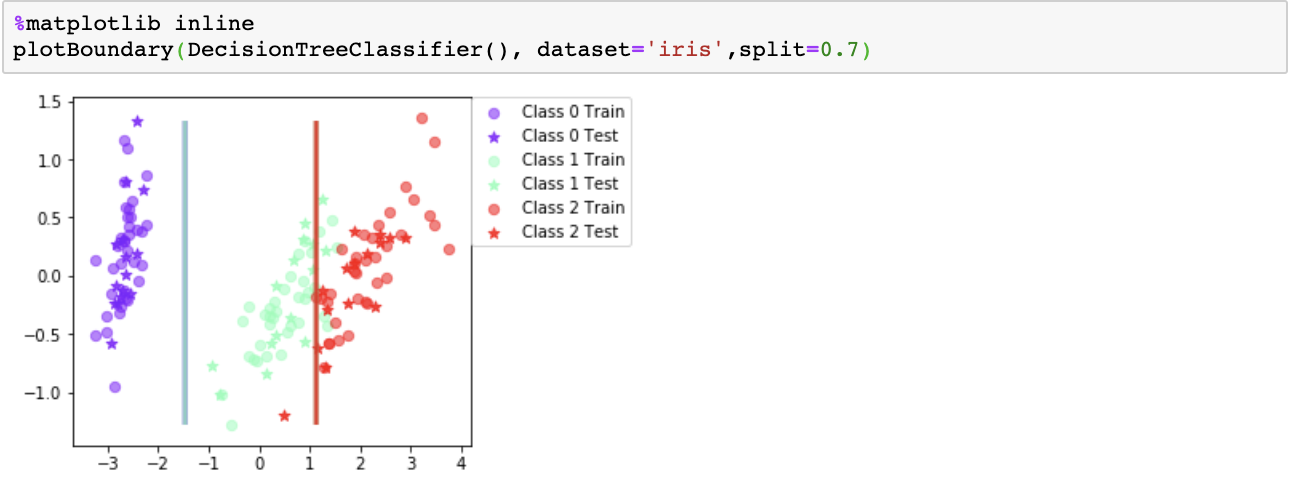 %matplotlib inline
plotBoundary(DecisionTreeClassifier(), dataset='iris',split=0.7)
1.5
1.0
0.5
0.0
−0.5
−1.0
−3 −2 −1 0 1 2 3 4
Class 0 Train
Class 0 Test
Class 1 Train
Class 1 Test
Class 2 Train
Class 2 Test